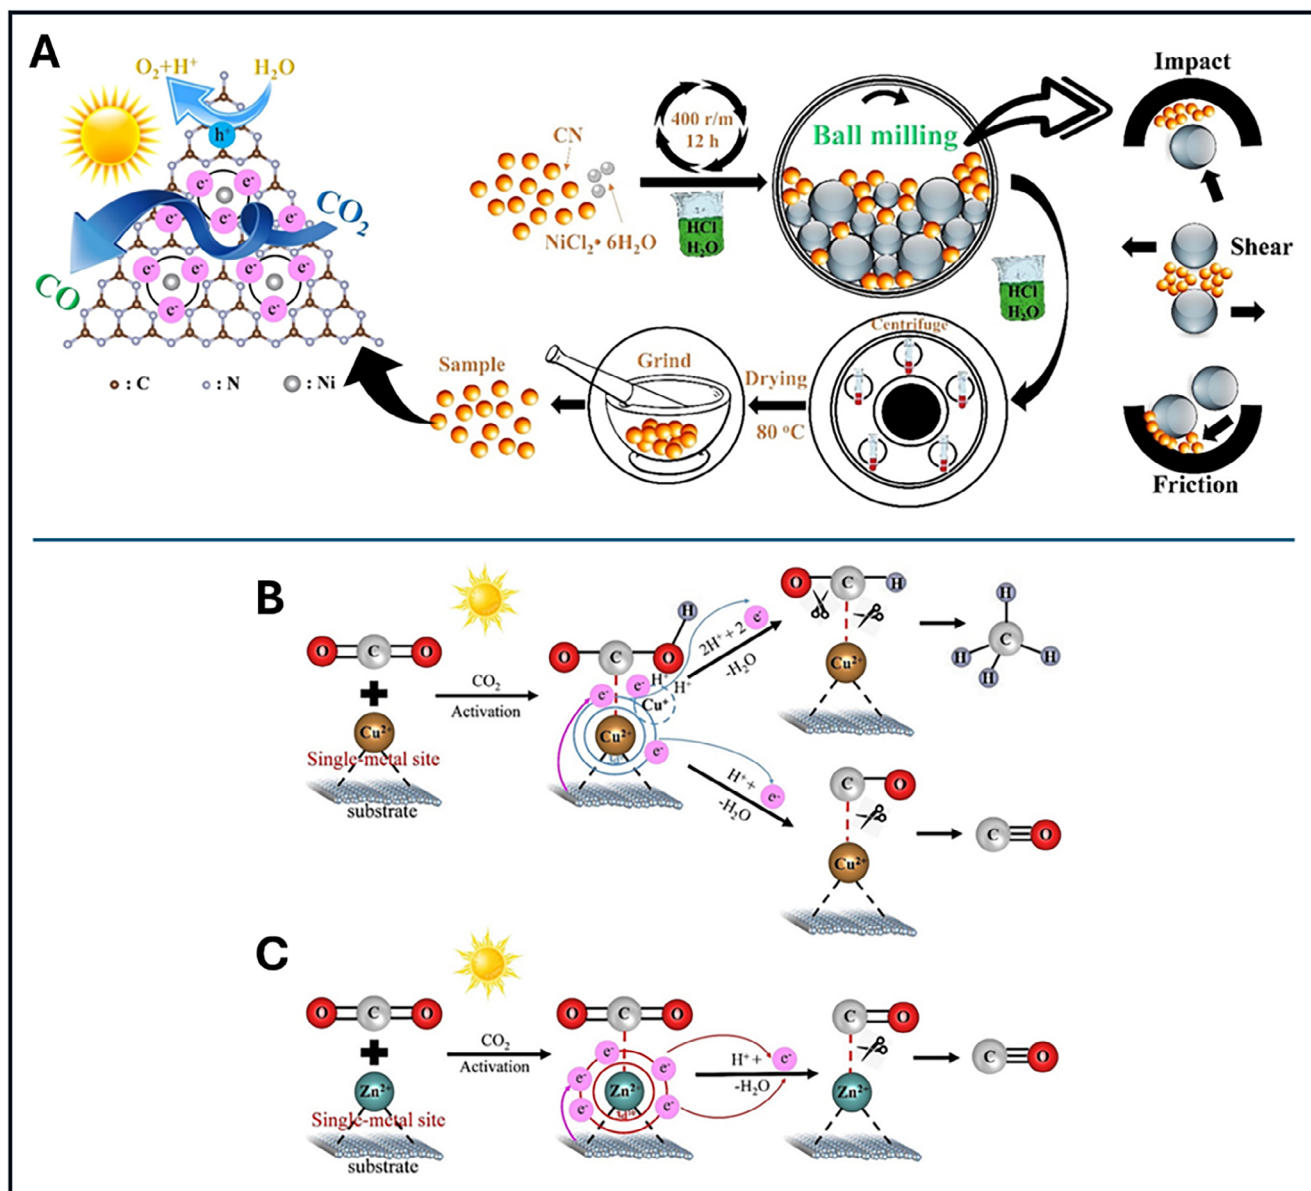 A
O₂+H⁺
H₂O
h⁺
e⁻
e⁻
e⁻
e⁻
e⁻
CO₂
CO
e⁻
e⁻
e⁻
e⁻
e⁻
e⁻
: C
: N
: Ni
CN
NiCl₂• 6H₂O
400 r/m
12 h
HCl
H₂O
Ball milling
HCl
H₂O
Centrifuge
Drying
80 °C
Grind
Sample
Impact
Shear
Friction
B
O C O
Cu²⁺
Single-metal site
substrate
CO₂
Activation
H
O C O
e⁻
e⁻
H⁺
H⁺
Cu⁺
Cu²⁺
e⁻
2H⁺+ 2 e⁻
-H₂O
H⁺+ e⁻
-H₂O
O C H
Cu²⁺
H
C
H
H
H
C O
Cu²⁺
C O
C
O C O
Zn²⁺
Single-metal site
substrate
CO₂
Activation
O C O
e⁻
e⁻
e⁻
e⁻
e⁻
Zn²⁺
H⁺+ e⁻
-H₂O
C O
Zn²⁺
C O